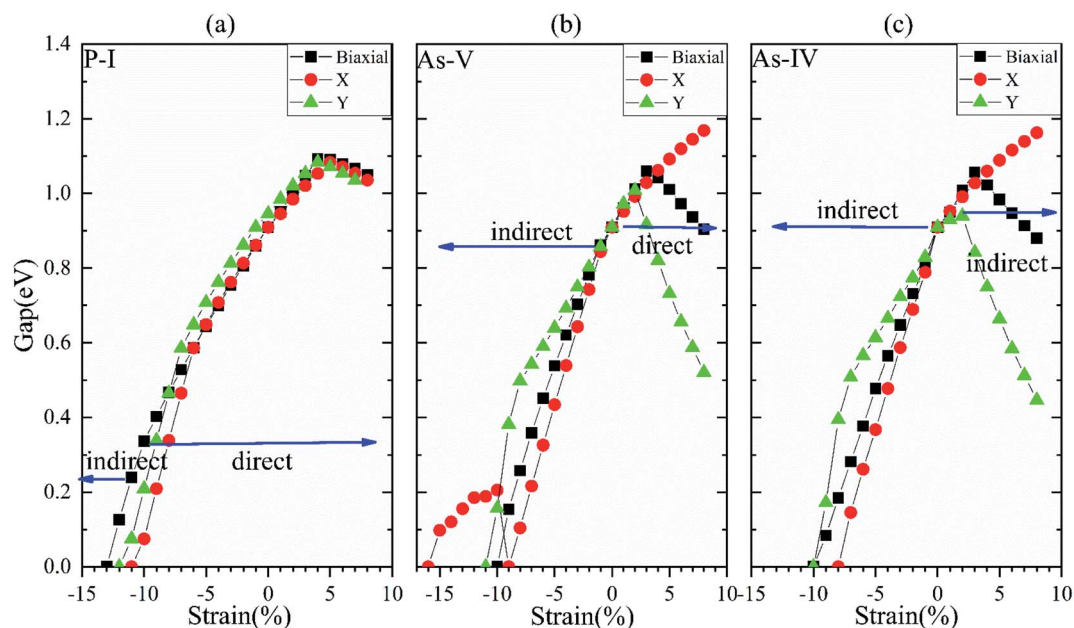 (a)
(b)
(c)
P-I
Biaxial
X
Y
As-V
Biaxial
X
Y
As-IV
Biaxial
X
Y
Gap(eV)
1.4
1.2
1.0
0.8
0.6
0.4
0.2
0.0
indirect
direct
indirect
direct
indirect
indirect
-15 -10 -5 0 5 10
-15 -10 -5 0 5 10
-15 -10 -5 0 5 10
Strain(%)
Strain(%)
Strain(%)